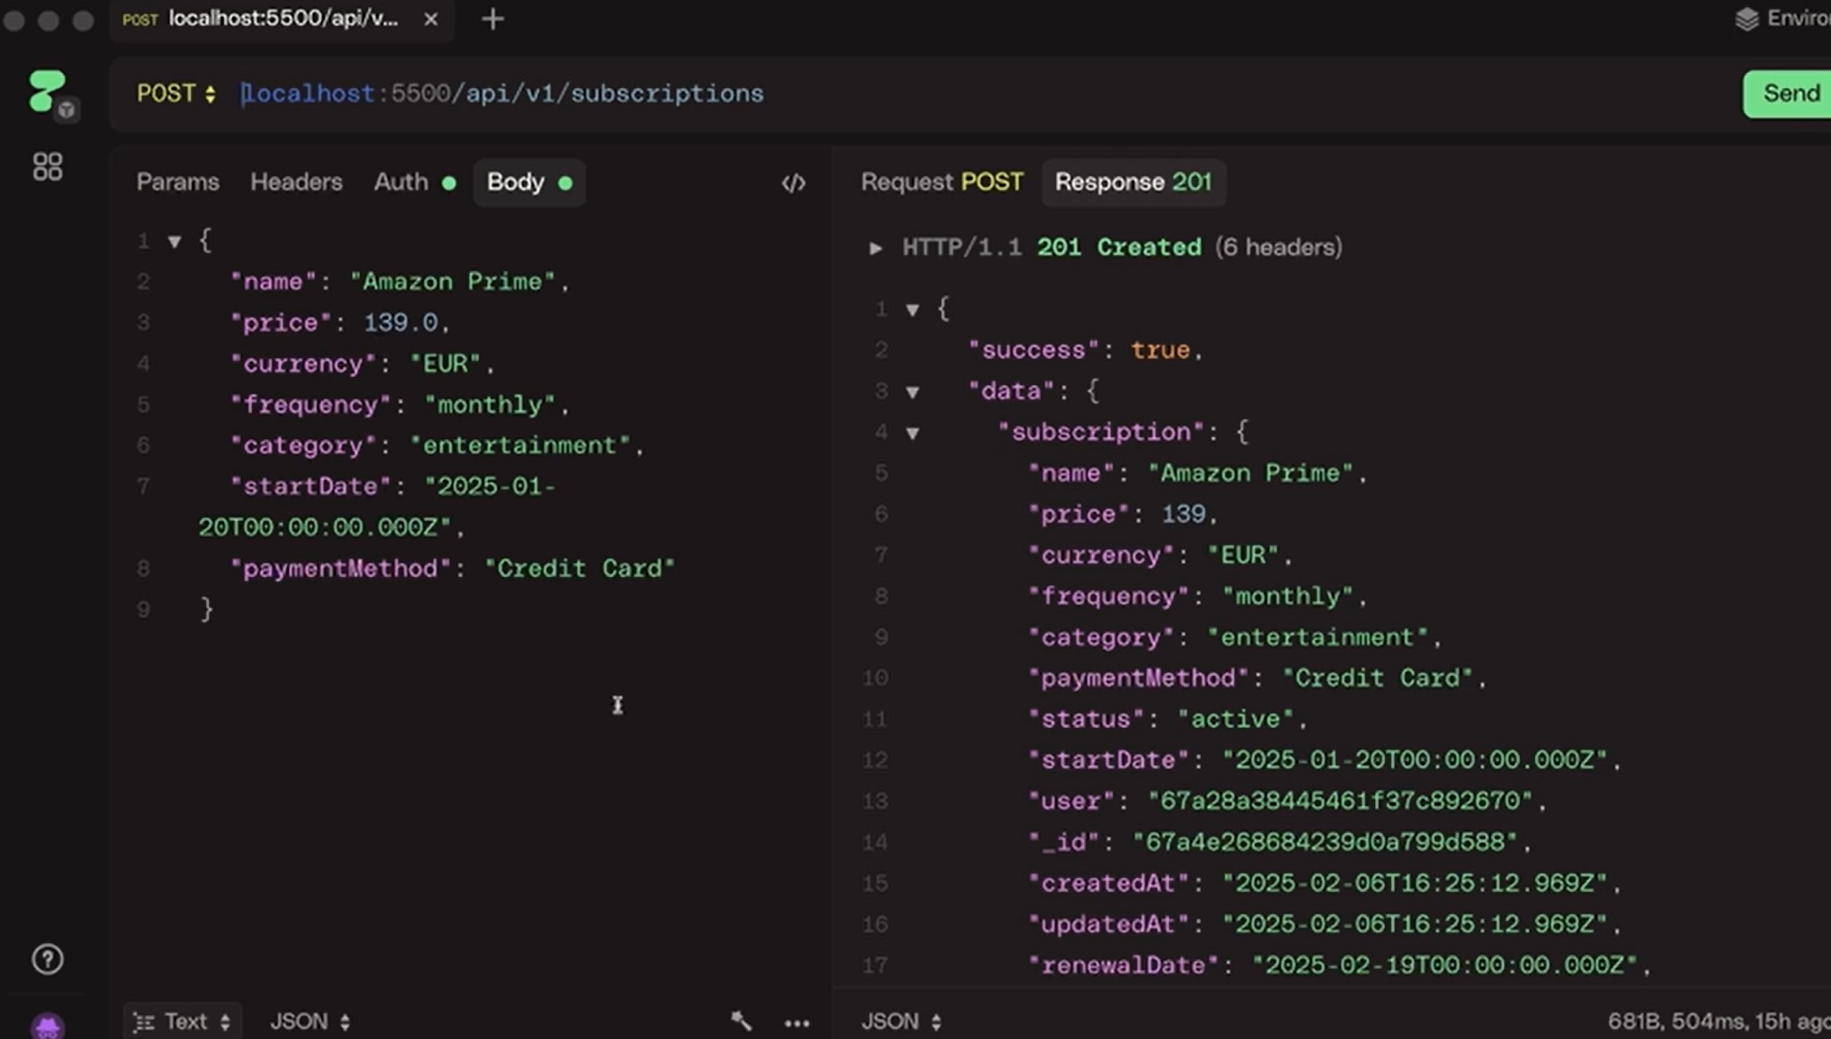 POST localhost:5500/api/v...
POST localhost:5500/api/v1/subscriptions
Send
Params Headers Auth Body
1 {
2 "name": "Amazon Prime",
3 "price": 139.0,
4 "currency": "EUR",
5 "frequency": "monthly",
6 "category": "entertainment",
7 "startDate": "2025-01-
20T00:00:00.000Z",
8 "paymentMethod": "Credit Card"
9 }
Text JSON
Request POST Response 201
HTTP/1.1 201 Created (6 headers)
1 {
2 "success": true,
3 "data": {
4 "subscription": {
5 "name": "Amazon Prime",
6 "price": 139,
7 "currency": "EUR",
8 "frequency": "monthly",
9 "category": "entertainment",
10 "paymentMethod": "Credit Card",
11 "status": "active",
12 "startDate": "2025-01-20T00:00:00.000Z",
13 "user": "67a28a38445461f37c892670",
14 "_id": "67a4e268684239d0a799d588",
15 "createdAt": "2025-02-06T16:25:12.969Z",
16 "updatedAt": "2025-02-06T16:25:12.969Z",
17 "renewalDate": "2025-02-19T00:00:00.000Z",
JSON
681B, 504ms, 15h ago